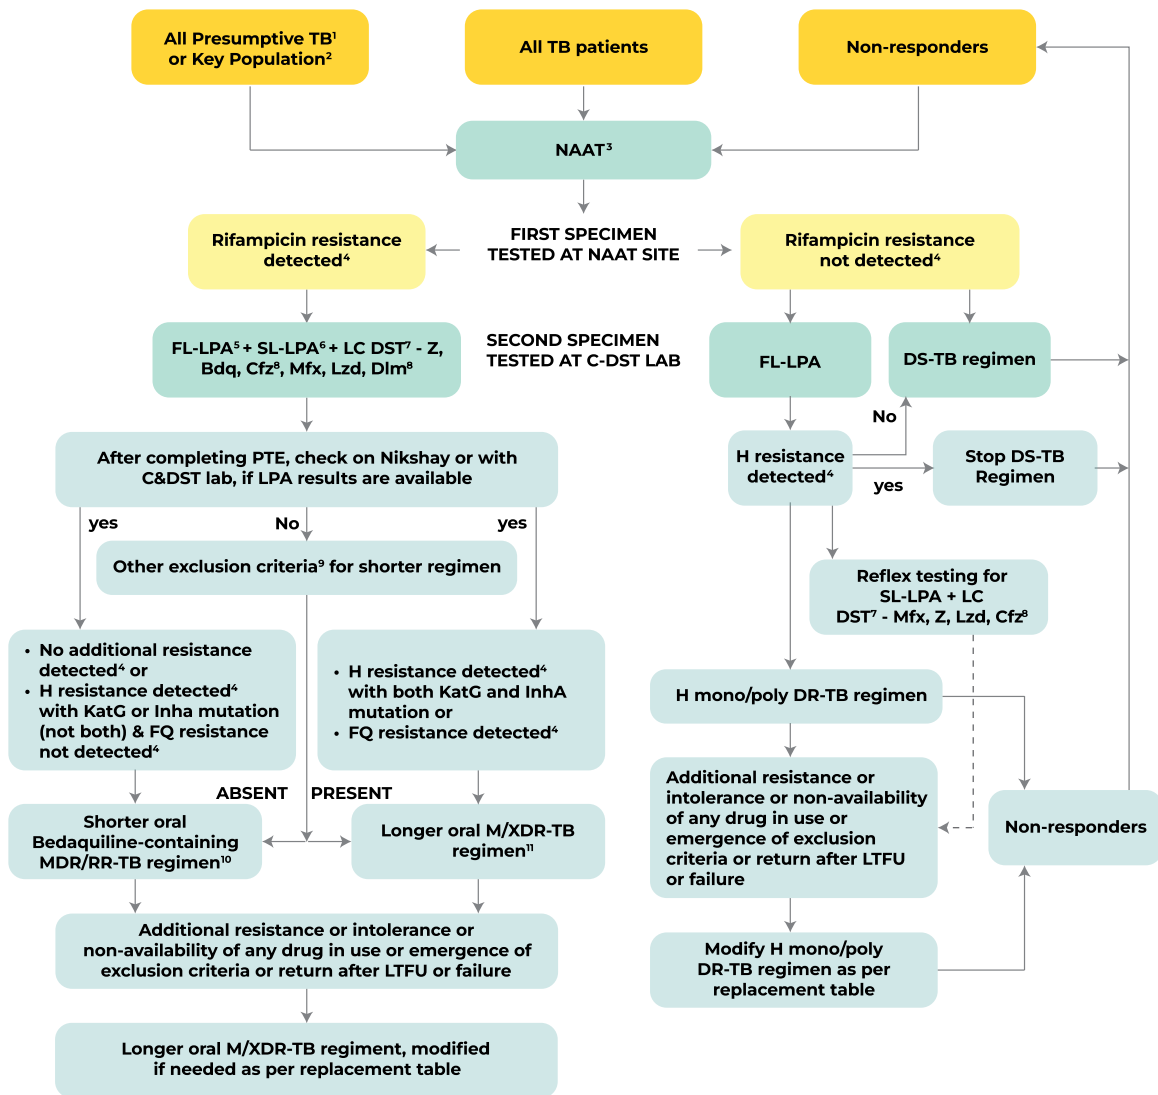 All Presumptive TB¹
or Key Population²
All TB patients
Non-responders
NAAT³
FIRST SPECIMEN
TESTED AT NAAT SITE
Rifampicin resistance
detected⁴
Rifampicin resistance
not detected⁴
SECOND SPECIMEN
TESTED AT C-DST LAB
FL-LPA⁵ + SL-LPA⁶ + LC DST⁷ - Z,
Bdq, Cfz⁸, Mfx, Lzd, Dlm⁸
FL-LPA
DS-TB regimen
No
After completing PTE, check on Nikshay or with
C&DST lab, if LPA results are available
H resistance
detected⁴
yes
Stop DS-TB
Regimen
yes
No
yes
Other exclusion criteria⁹ for shorter regimen
Reflex testing for
SL-LPA + LC
DST⁷ - Mfx, Z, Lzd, Cfz⁸
• No additional resistance
detected⁴ or
• H resistance detected⁴
with KatG or Inha mutation
(not both) & FQ resistance
not detected⁴
• H resistance detected⁴
with both KatG and InhA
mutation or
• FQ resistance detected⁴
H mono/poly DR-TB regimen
ABSENT
PRESENT
Shorter oral
Bedaquiline-containing
MDR/RR-TB regimen¹⁰
Longer oral M/XDR-TB
regimen¹¹
Additional resistance or
intolerance or non-availability
of any drug in use or
emergence of exclusion
criteria or return after LTFU
or failure
Non-responders
Additional resistance or intolerance or
non-availability of any drug in use or emergence of
exclusion criteria or return after LTFU or failure
Modify H mono/poly
DR-TB regimen as per
replacement table
Longer oral M/XDR-TB regiment, modified
if needed as per replacement table